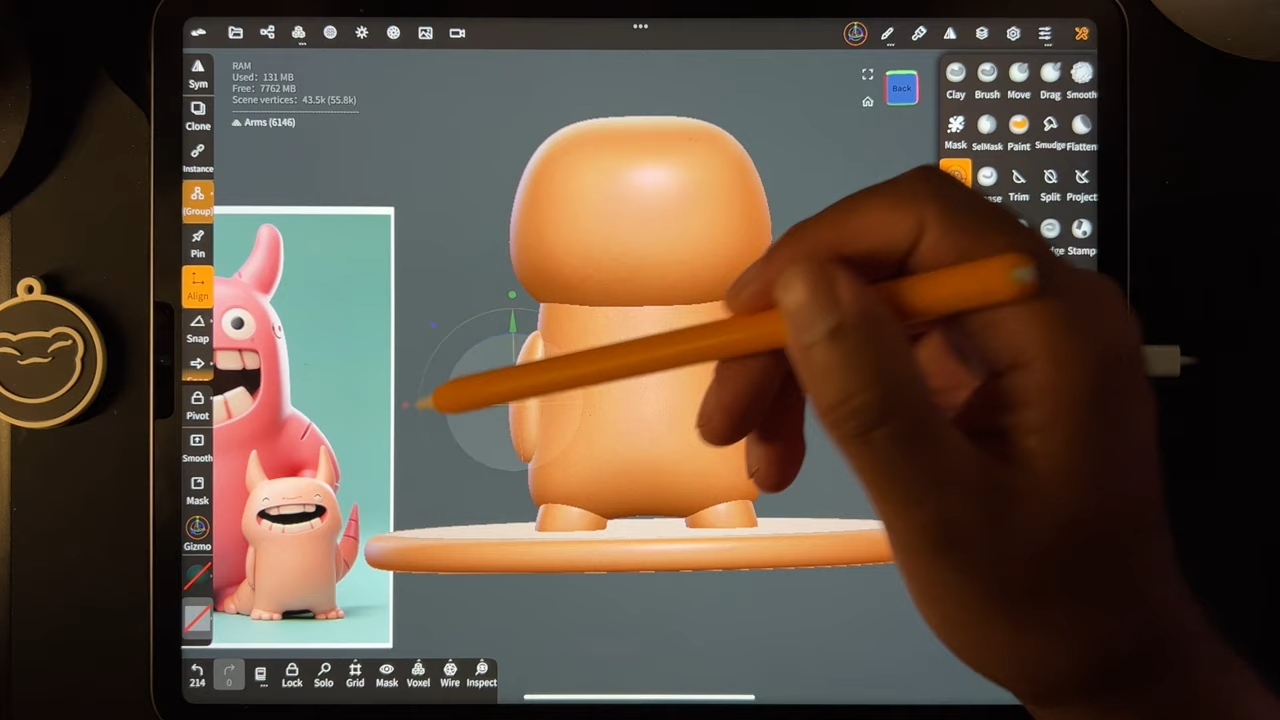 RAM
Used: 131 MB
Free: 7762 MB
Scene vertices: 43.5k (55.8k)
Arms (6146)
Back
Sym
Clone
Instance
(Group)
Pin
Align
Snap
Pivot
Smooth
Mask
Gizmo
Clay Brush Move Drag Smooth
Mask SelMask Paint Smudge Flatten
Trim Split Project
Stamp
214 0 Lock Solo Grid Mask Voxel Wire Inspect